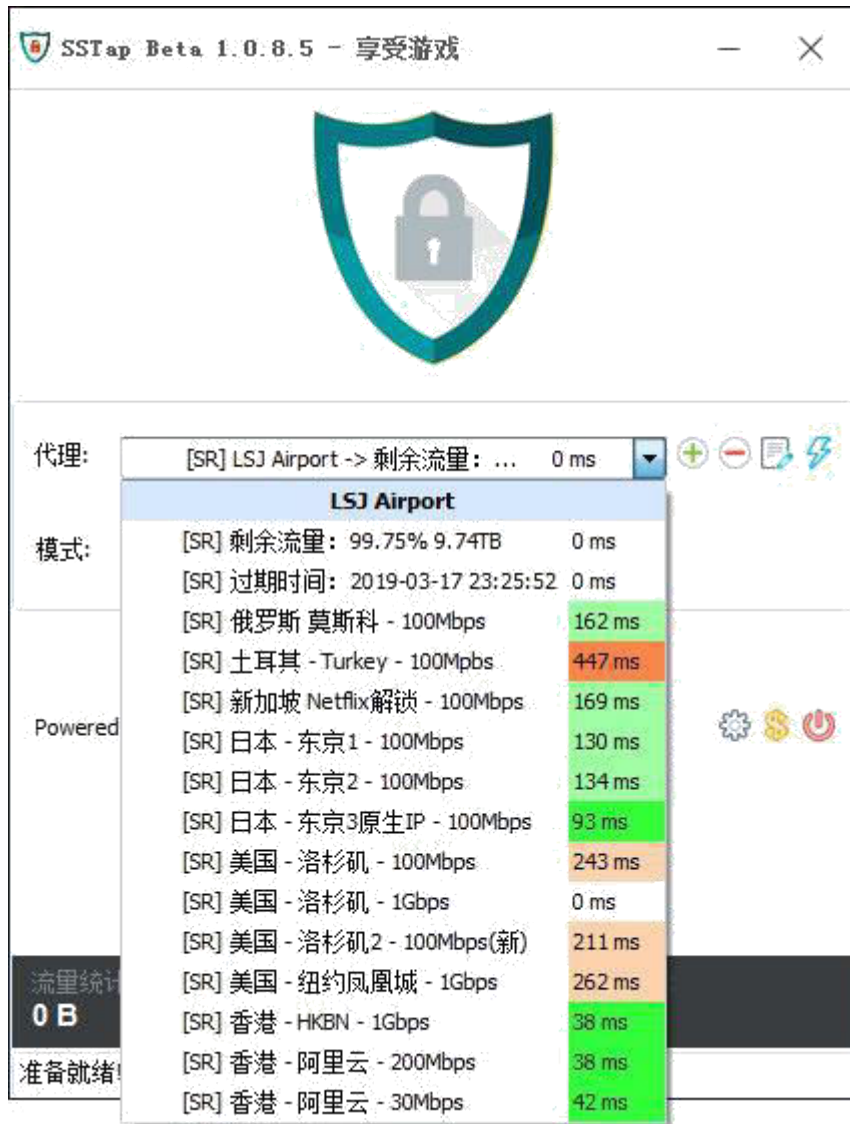 SSTap Beta 1.0.8.5 - 享受游戏
代理:
[SR] LSJ Airport -> 剩余流量： ... 0 ms
LSJ Airport
模式:
[SR] 剩余流量：99.75% 9.74TB 0 ms
[SR] 过期时间：2019-03-17 23:25:52 0 ms
[SR] 俄罗斯 莫斯科 - 100Mbps 162 ms
[SR] 土耳其 - Turkey - 100Mpbs 447 ms
[SR] 新加坡 Netflix解锁 - 100Mbps 169 ms
Powered
[SR] 日本 - 东京1 - 100Mbps 130 ms
[SR] 日本 - 东京2 - 100Mbps 134 ms
[SR] 日本 - 东京3原生IP - 100Mbps 93 ms
[SR] 美国 - 洛杉矶 - 100Mbps 243 ms
[SR] 美国 - 洛杉矶 - 1Gbps 0 ms
[SR] 美国 - 洛杉矶2 - 100Mbps(新) 211 ms
流量统计
[SR] 美国 - 纽约凤凰城 - 1Gbps 262 ms
0 B
[SR] 香港 - HKBN - 1Gbps 38 ms
准备就绪!
[SR] 香港 - 阿里云 - 200Mbps 38 ms
[SR] 香港 - 阿里云 - 30Mbps 42 ms